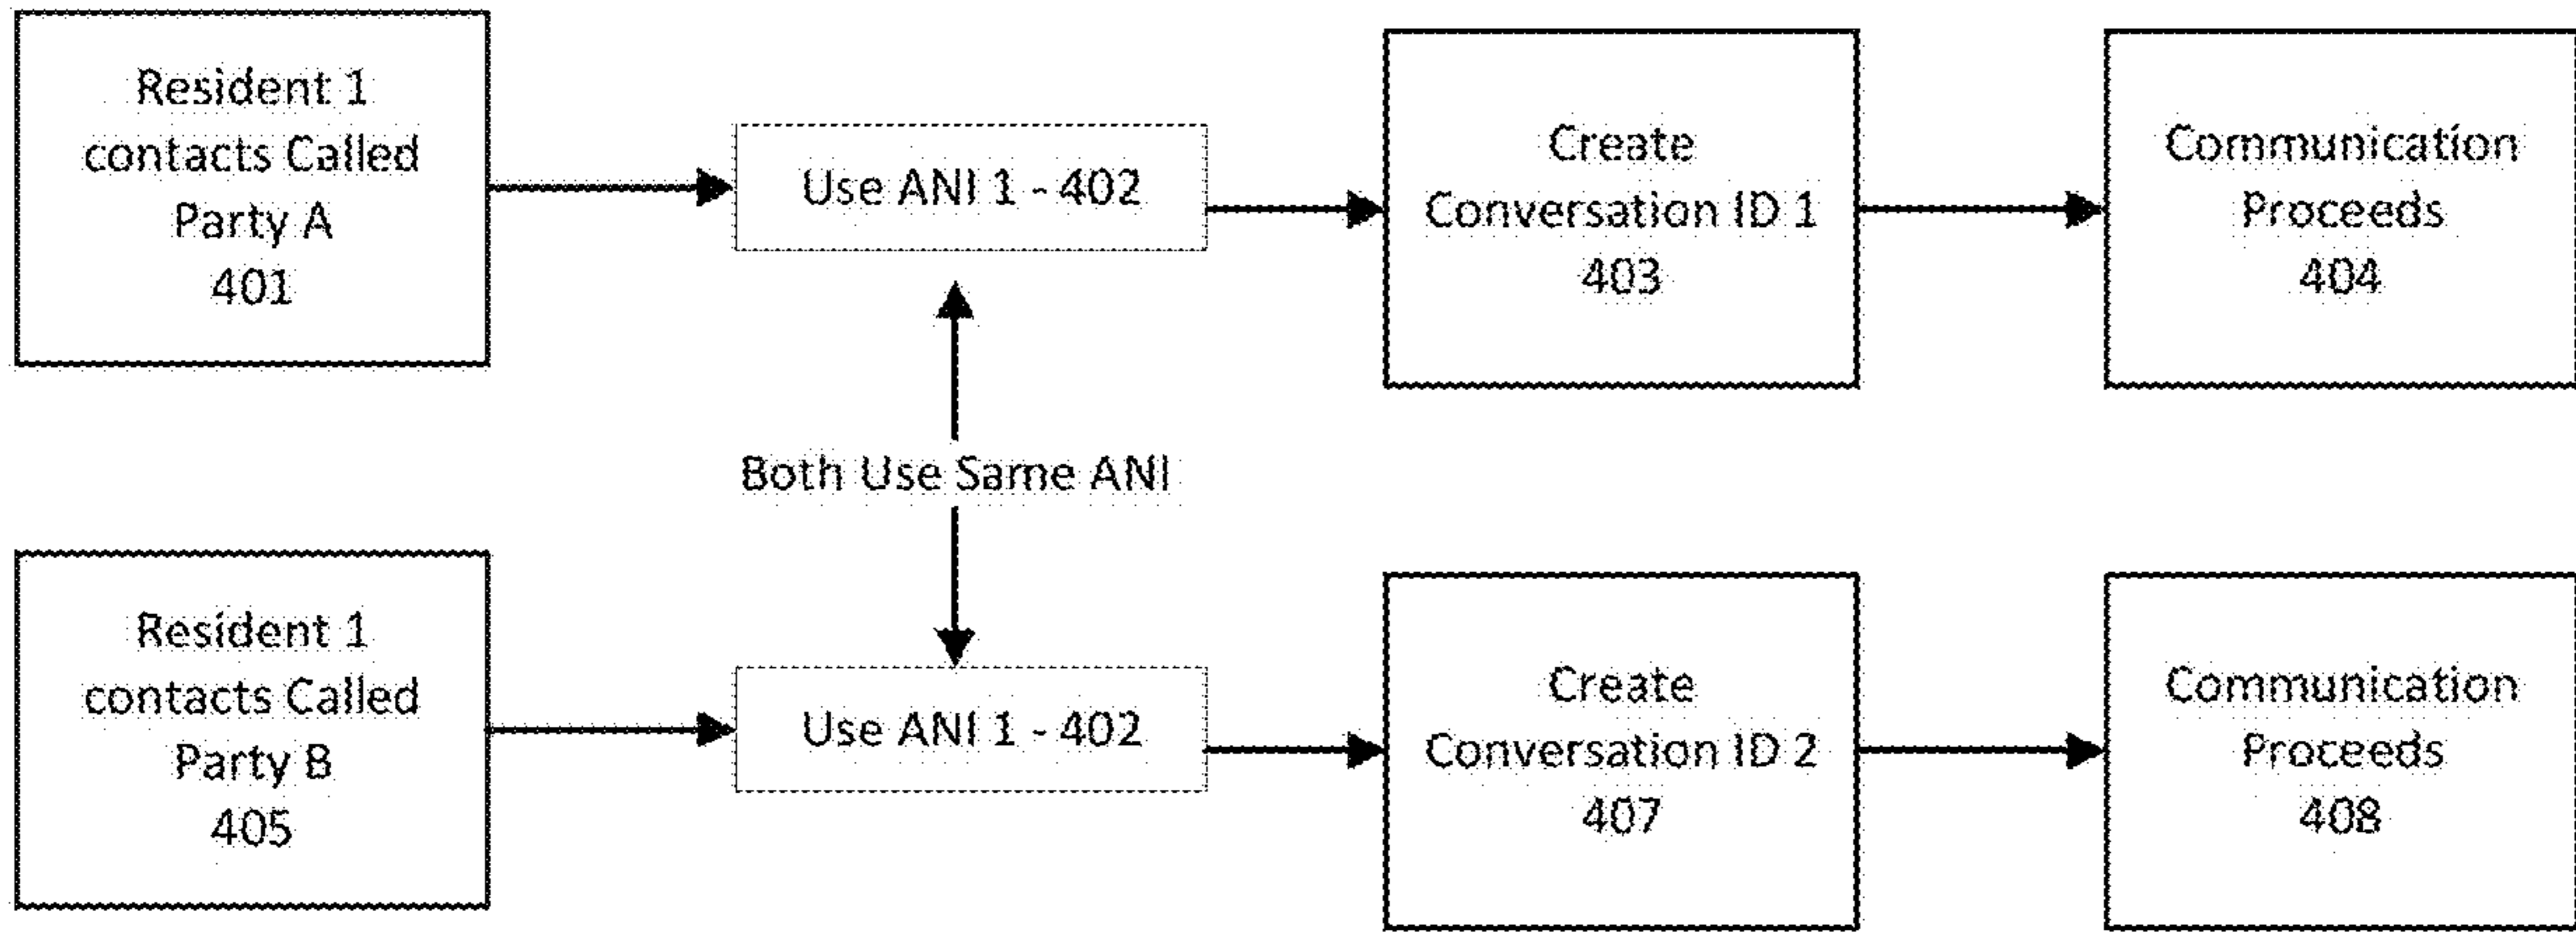 Resident 1
contacts Called
Party A
401
Use ANI 1 - 402
Create
Conversation ID 1
403
Communication
Proceeds
404
Both Use Same ANI
Resident 1
contacts Called
Party B
405
Use ANI 1 - 402
Create
Conversation ID 2
407
Communication
Proceeds
408